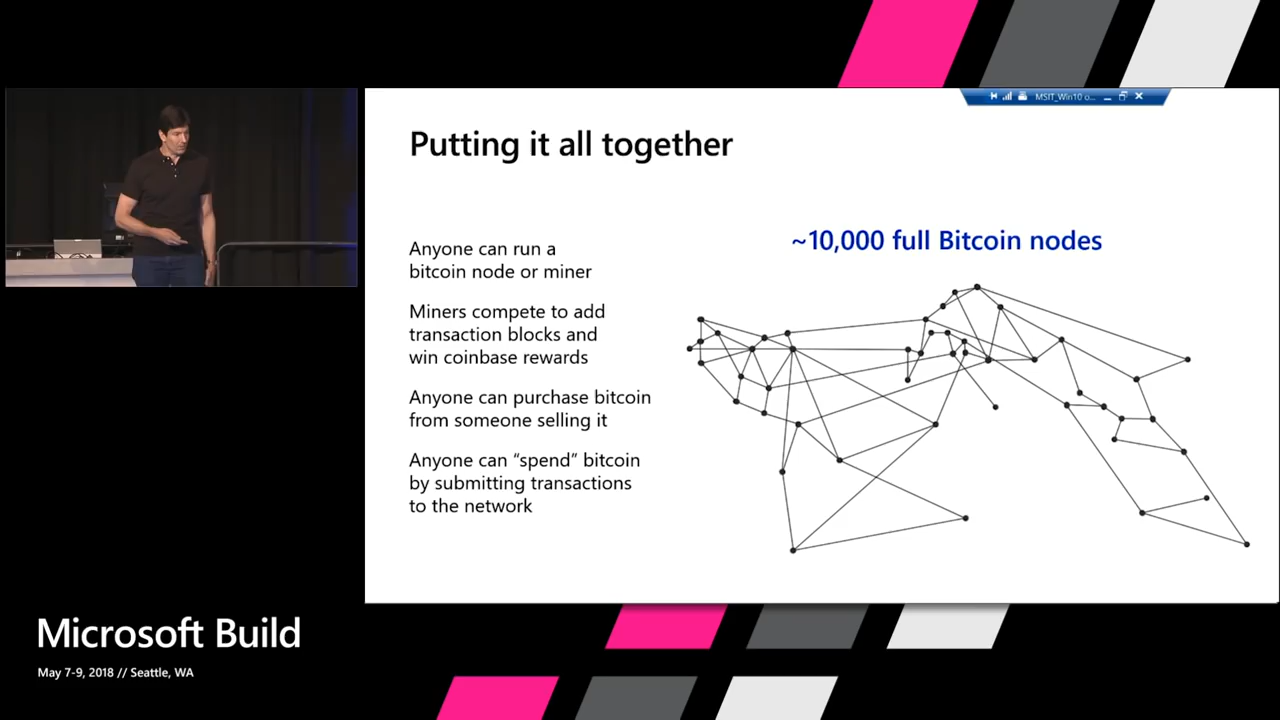 MSIT_Win10 o...
Putting it all together
~10,000 full Bitcoin nodes
Anyone can run a
bitcoin node or miner
Miners compete to add
transaction blocks and
win coinbase rewards
Anyone can purchase bitcoin
from someone selling it
Anyone can “spend” bitcoin
by submitting transactions
to the network
Microsoft Build
May 7-9, 2018 // Seattle, WA